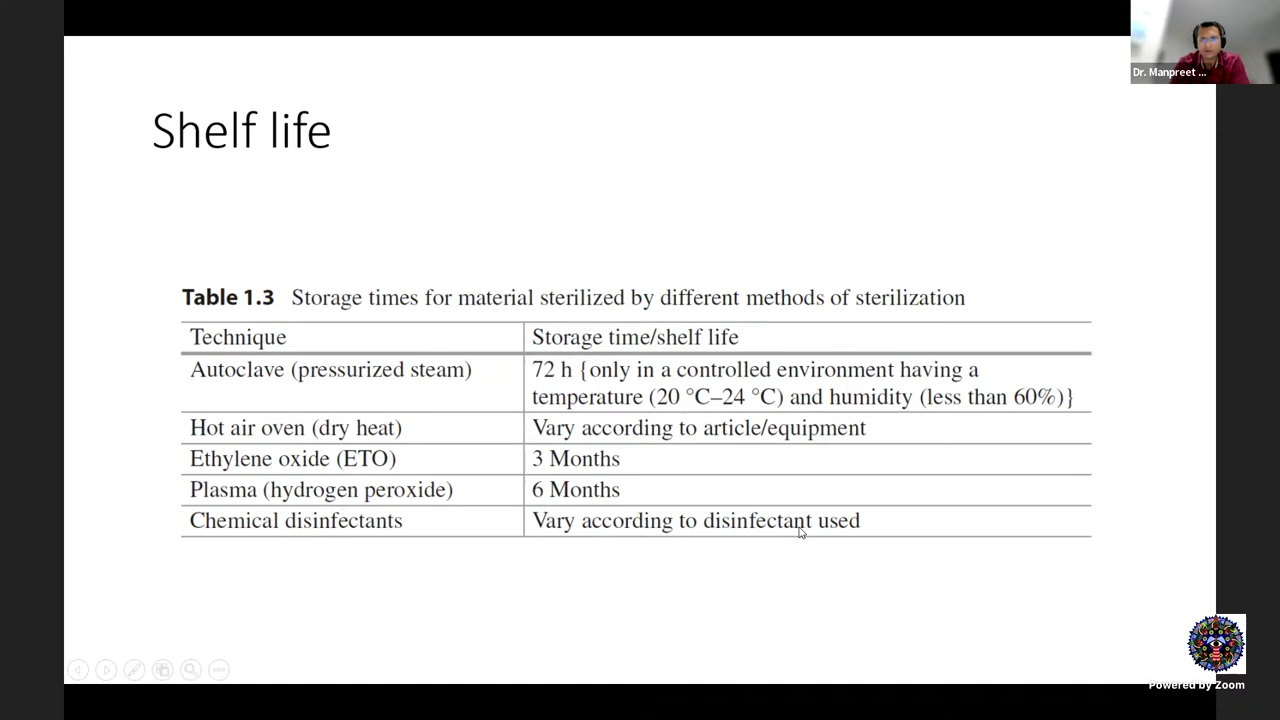 Dr. Manpreet ...
Shelf life
Table 1.3 Storage times for material sterilized by different methods of sterilization
Technique Storage time/shelf life
Autoclave (pressurized steam) 72 h {only in a controlled environment having a
temperature (20 °C–24 °C) and humidity (less than 60%)}
Hot air oven (dry heat) Vary according to article/equipment
Ethylene oxide (ETO) 3 Months
Plasma (hydrogen peroxide) 6 Months
Chemical disinfectants Vary according to disinfectant used
Powered by Zoom